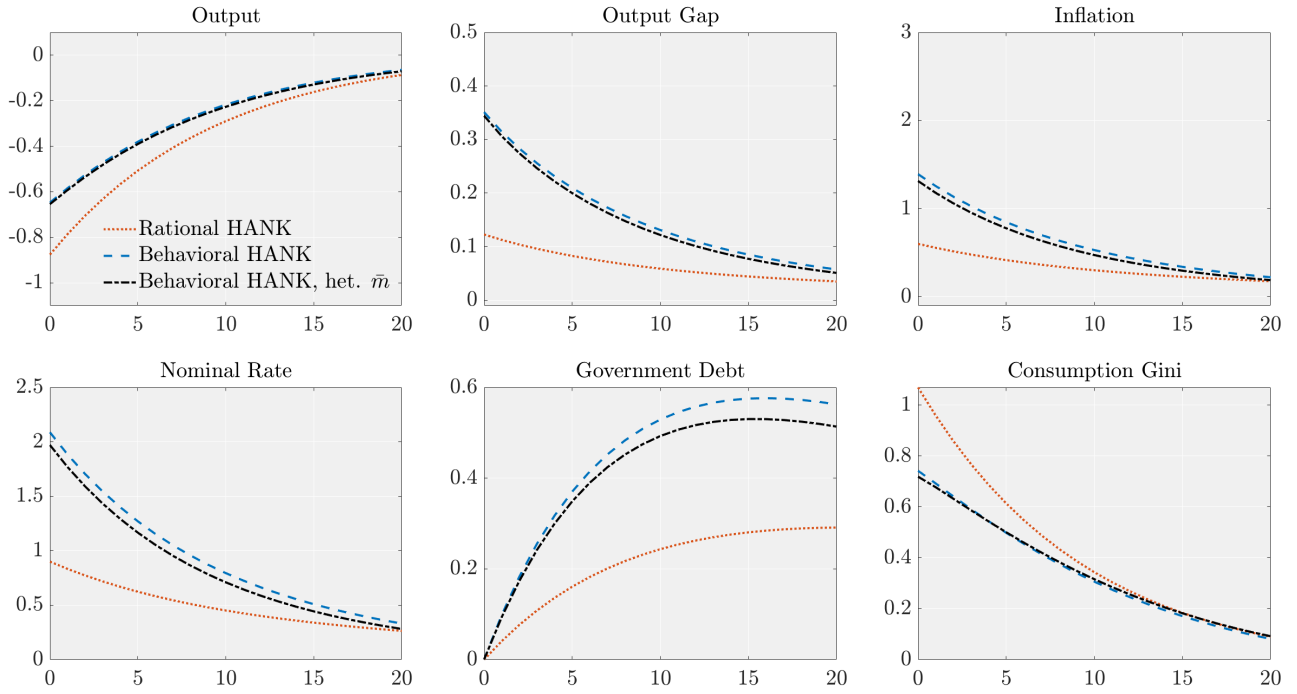 Output
0
-0.2
-0.4
-0.6
-0.8
-1
Rational HANK
Behavioral HANK
Behavioral HANK, het. m̄
0 5 10 15 20
Output Gap
0.5
0.4
0.3
0.2
0.1
0
0 5 10 15 20
Inflation
3
2
1
0
0 5 10 15 20
Nominal Rate
2.5
2
1.5
1
0.5
0
0 5 10 15 20
Government Debt
0.6
0.4
0.2
0
0 5 10 15 20
Consumption Gini
1
0.8
0.6
0.4
0.2
0
0 5 10 15 20